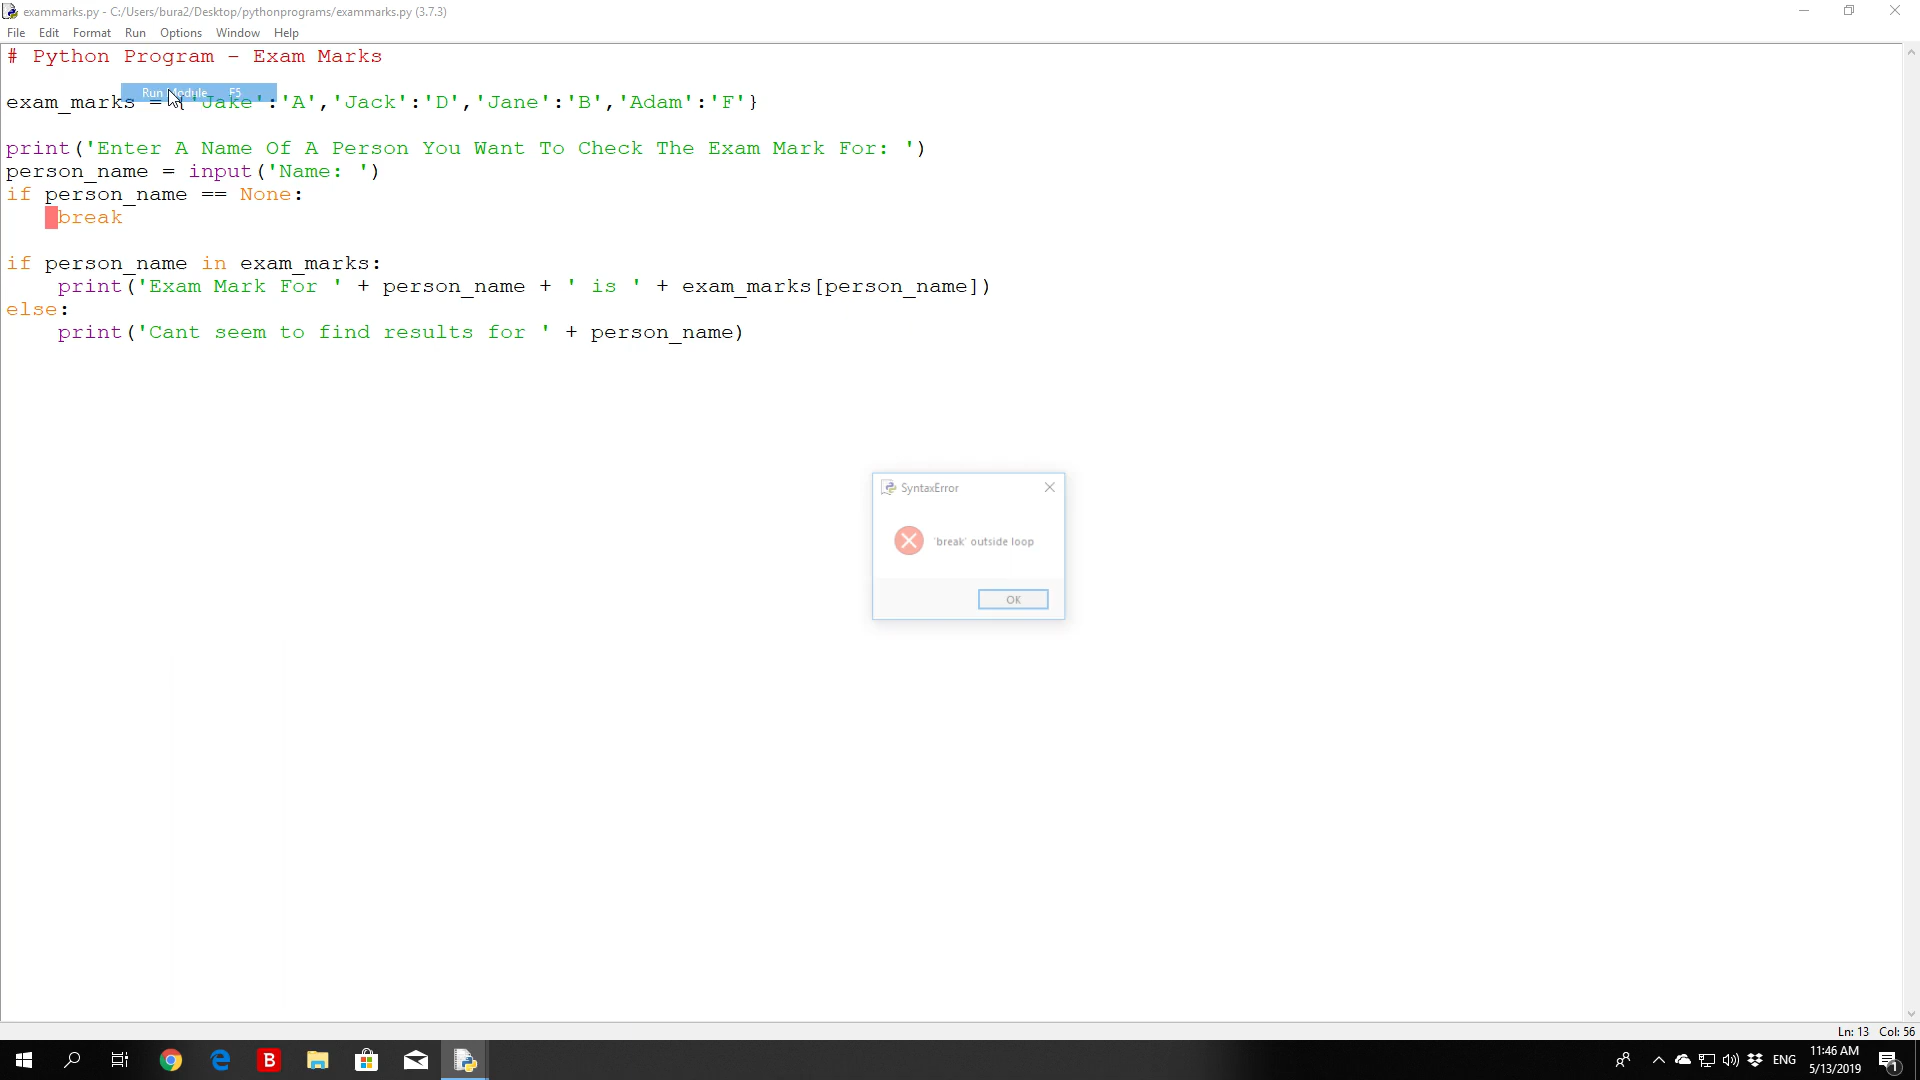 exammarks.py - C:/Users/bura2/Desktop/pythonprograms/exammarks.py (3.7.3)
File Edit Format Run Options Window Help
# Python Program - Exam Marks
Run Module F5
exam_marks = {'Jake':'A','Jack':'D','Jane':'B','Adam':'F'}
print('Enter A Name Of A Person You Want To Check The Exam Mark For: ')
person_name = input('Name: ')
if person_name == None:
break
if person_name in exam_marks:
print('Exam Mark For ' + person_name + ' is ' + exam_marks[person_name])
else:
print('Cant seem to find results for ' + person_name)
SyntaxError
'break' outside loop
OK
Ln: 13 Col: 56
B
ENG
11:46 AM
5/13/2019
1